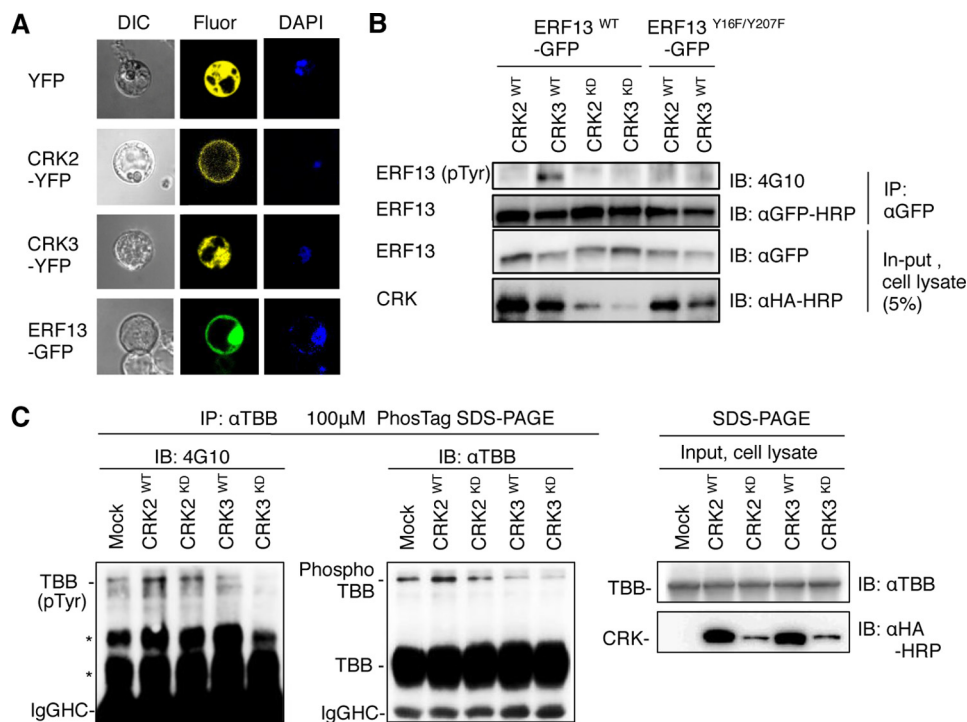 A
DIC Fluor DAPI
YFP
CRK2
-YFP
CRK3
-YFP
ERF13
-GFP
B
ERF13 WT
-GFP
ERF13 Y16F/Y207F
-GFP
CRK2 WT
CRK3 WT
CRK2 KD
CRK3 KD
CRK2 WT
CRK3 WT
ERF13 (pTyr) IB: 4G10
ERF13 IB: αGFP-HRP
IP:
αGFP
ERF13 IB: αGFP
CRK IB: αHA-HRP
In-put ,
cell lysate
(5%)
C
IP: αTBB 100µM PhosTag SDS-PAGE
IB: 4G10
Mock
CRK2 WT
CRK2 KD
CRK3 WT
CRK3 KD
TBB -
(pTyr)
*
*
IgGHC-
IB: αTBB
Mock
CRK2 WT
CRK2 KD
CRK3 WT
CRK3 KD
Phospho -
TBB
TBB -
IgGHC-
SDS-PAGE
Input, cell lysate
Mock
CRK2 WT
CRK2 KD
CRK3 WT
CRK3 KD
TBB- IB: αTBB
CRK- IB: αHA
-HRP